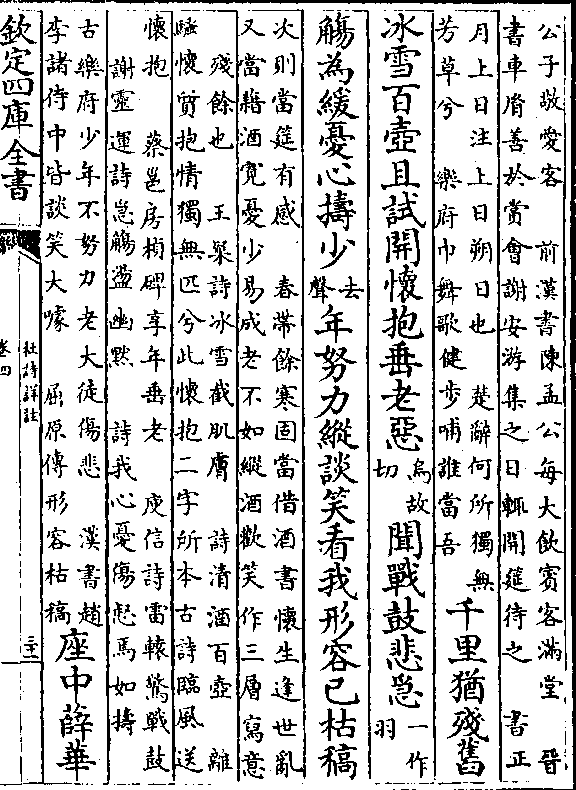 公子敬愛客　前漢書陳孟公每大飲賓客滿堂　晉
書車胤善於賞會謝安游集之日輒開筵待之　書正
月上日注上日朔日也　楚辭何所獨無
芳草兮　樂府巾舞歌健步哺誰當吾
千里猶殘舊
冰雪百壺且試開懷抱垂老惡烏故切聞戰鼓悲急一作羽
觴為緩憂心擣少去聲年努力縱談笑看我形容已枯槁
次則當筵有感　春帶餘寒固當借酒書懷生逢世亂
又當藉酒寛憂少易成老不如縱酒歡笑作三層寫意
殘餘也　王粲詩冰雪截肌膚　詩清酒百壺　離
騷懷質抱情獨無匹兮此懷抱二字所本古詩臨風送
懷抱　蔡邕房楨碑享年垂老　庾信詩雷轅驚戰鼓
謝靈運詩急觴盪幽默　詩我心憂傷惄焉如擣
古樂府少年不努力老大徒傷悲　漢書趙
李諸侍中皆談笑大噱　屈原傳形容枯槁
座中薛華
欽定四庫全書
杜詩詳註
卷四